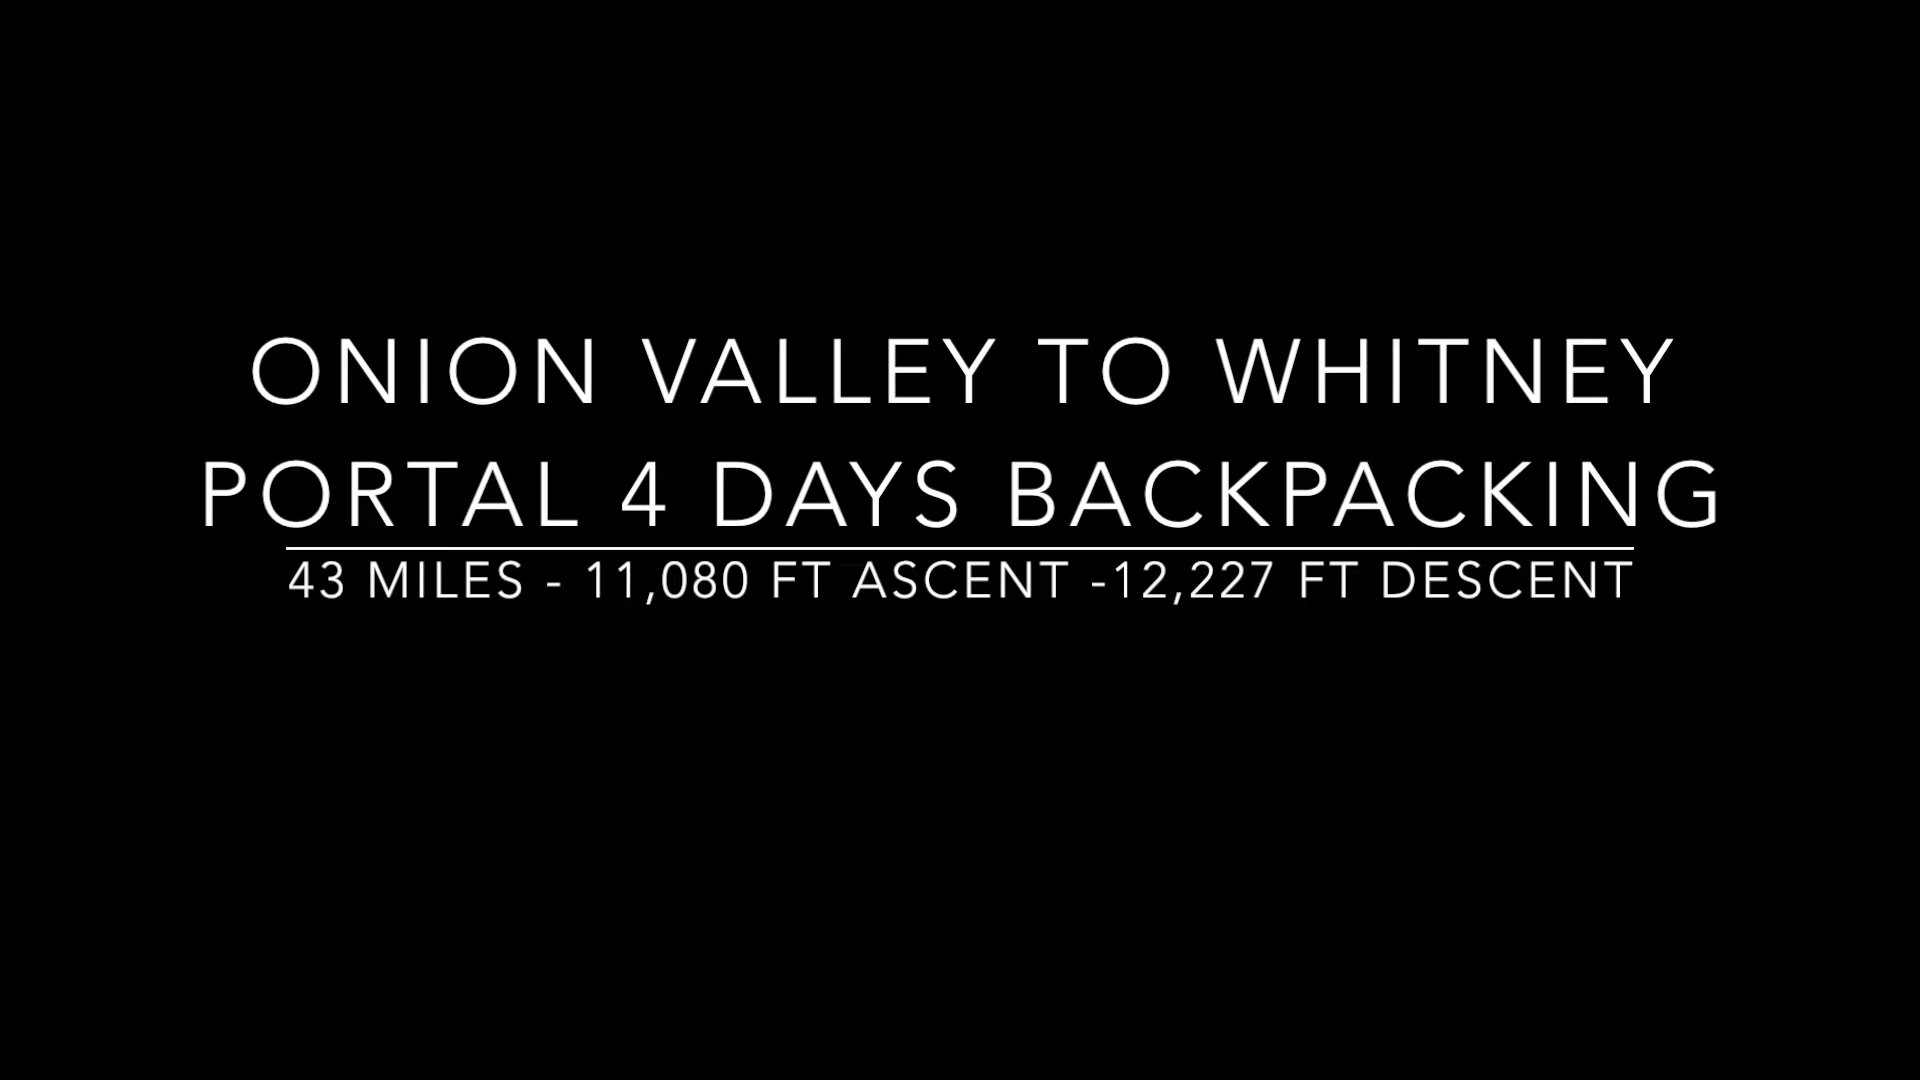 ONION VALLEY TO WHITNEY
PORTAL 4 DAYS BACKPACKING
43 MILES - 11,080 FT ASCENT -12,227 FT DESCENT